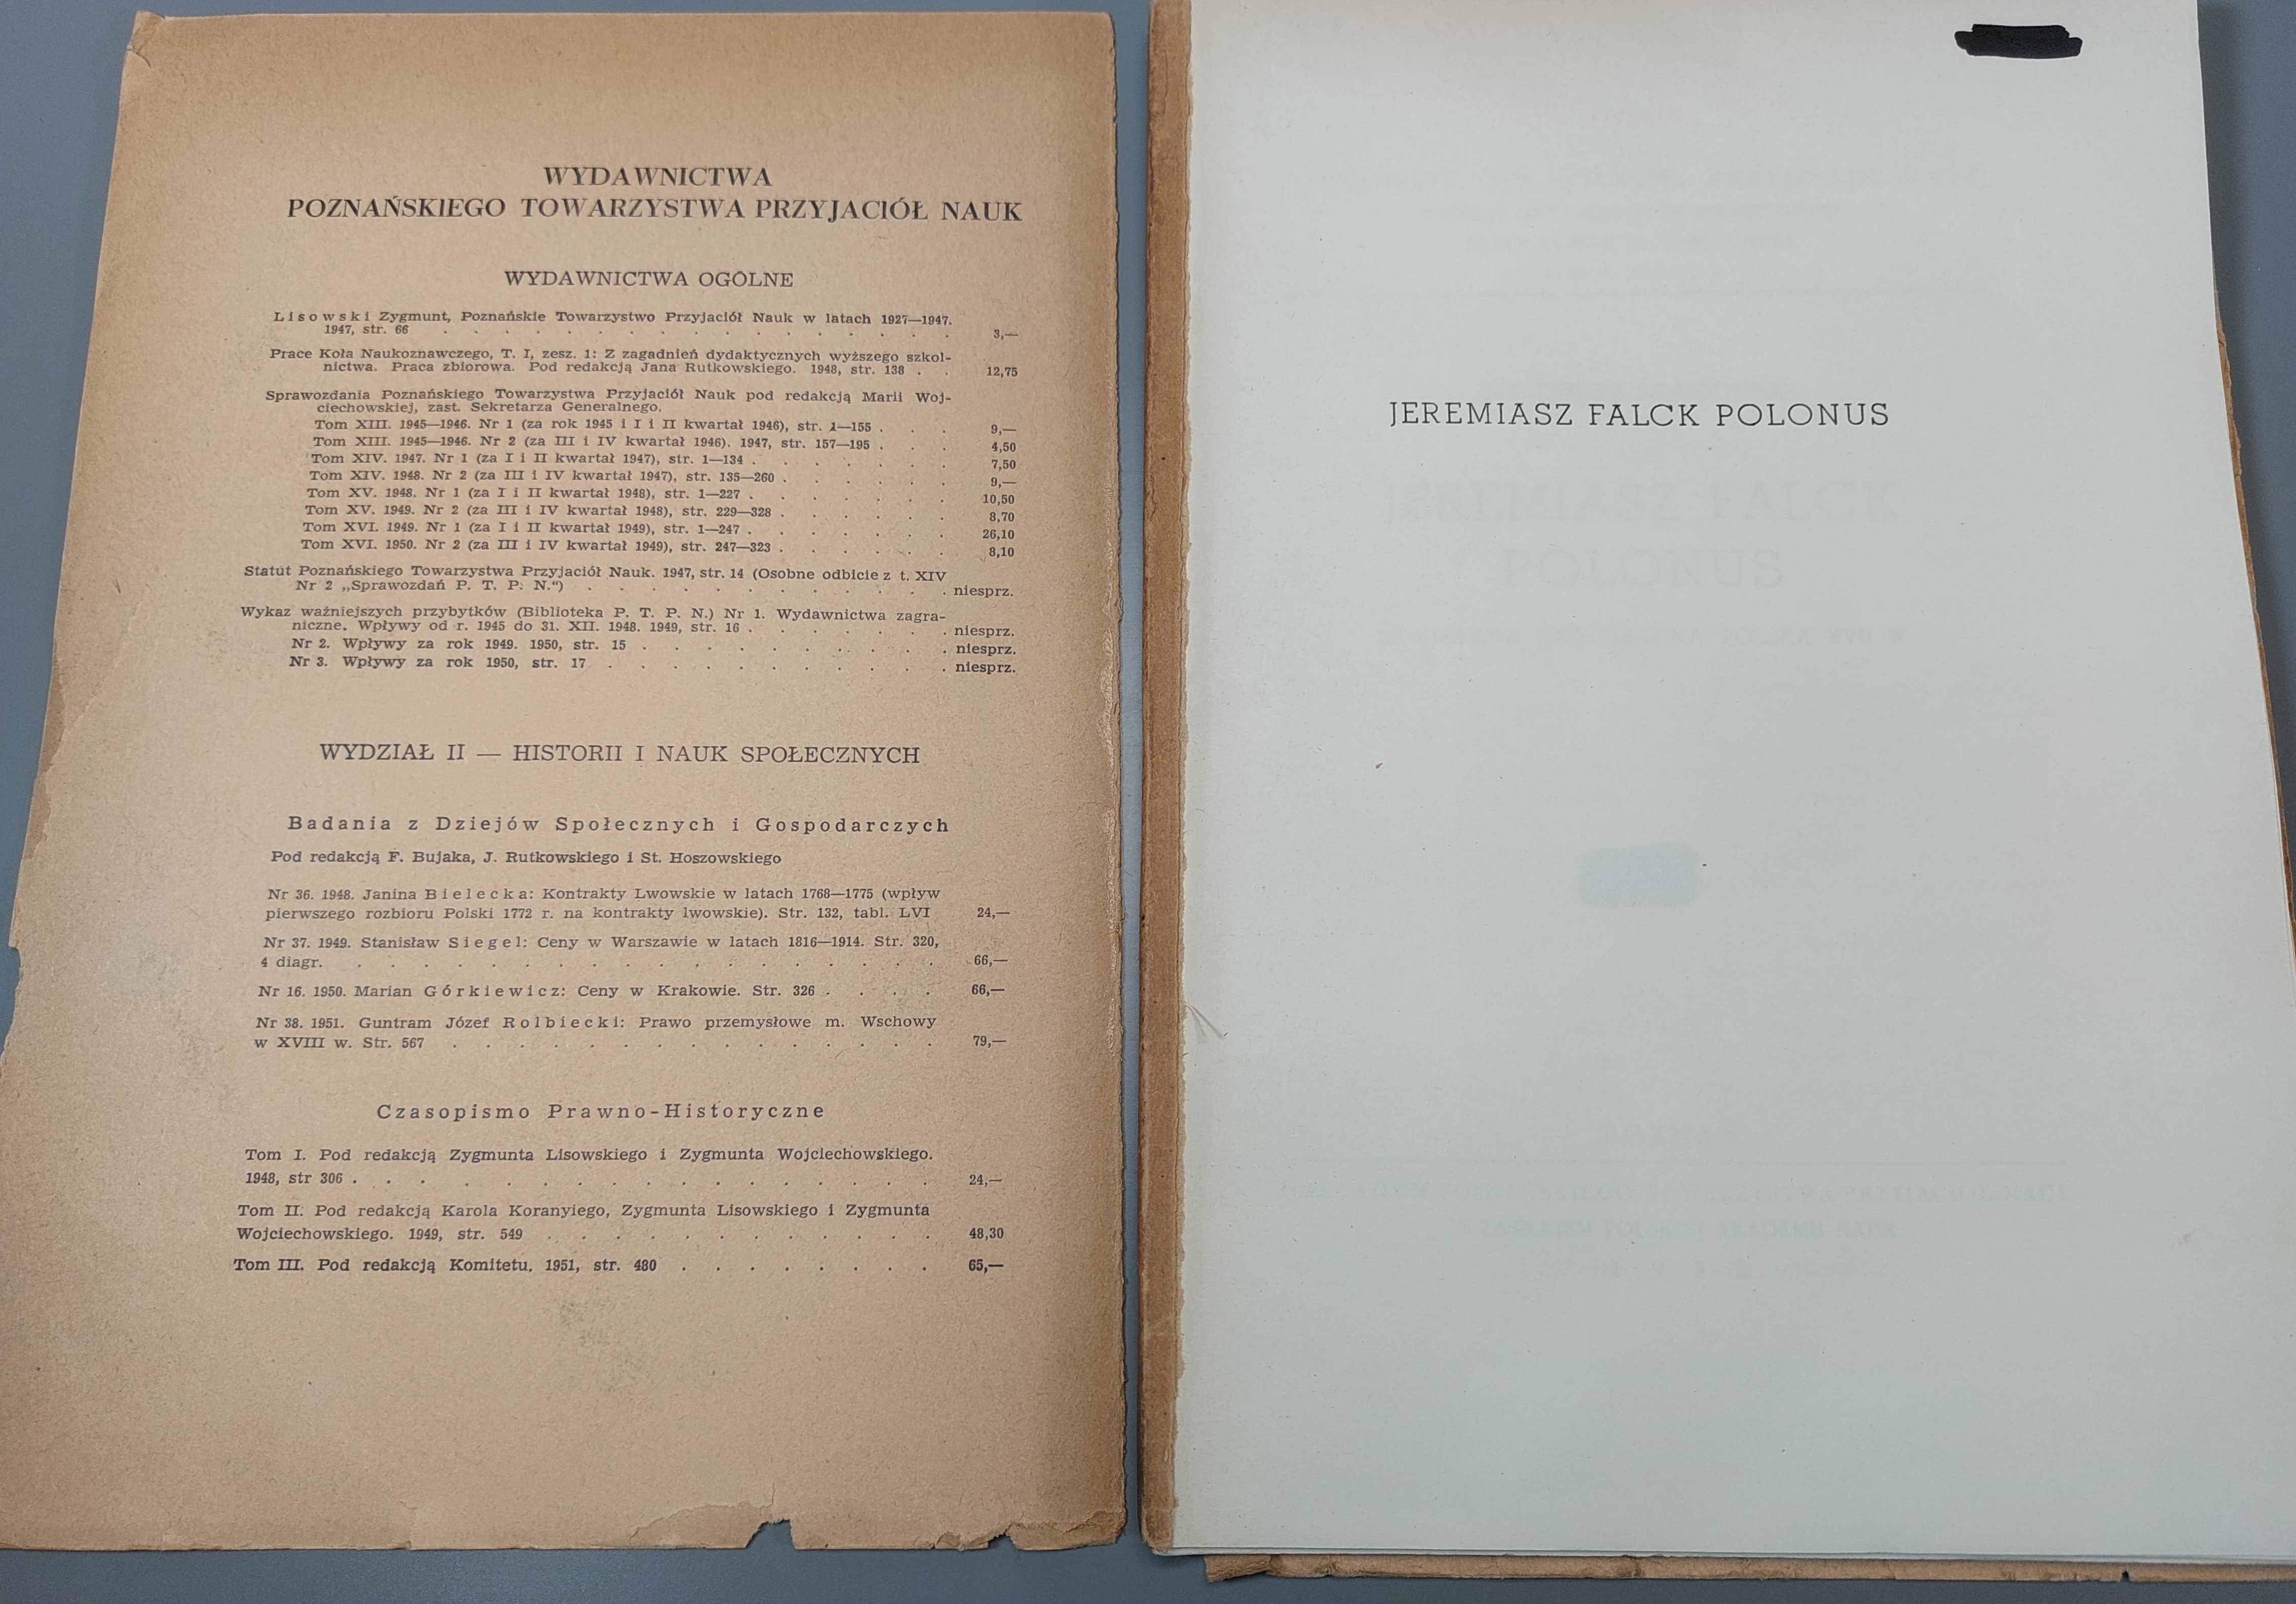 WYDAWNICTWA
POZNAŃSKIEGO TOWARZYSTWA PRZYJACIÓŁ NAUK
WYDAWNICTWA OGÓLNE
Lisowski Zygmunt, Poznańskie Towarzystwo Przyjaciół Nauk w latach 1927—1947.
1947, str. 66 . . . . . . . . . . . . . . . . . 3,—
Prace Koła Naukoznawczego, T. I, zesz. 1: Z zagadnień dydaktycznych wyższego szkol-
nictwa. Praca zbiorowa. Pod redakcją Jana Rutkowskiego. 1948, str. 138 . . 12,75
Sprawozdania Poznańskiego Towarzystwa Przyjaciół Nauk pod redakcją Marii Woj-
ciechowskiej, zast. Sekretarza Generalnego.
Tom XIII. 1945—1946. Nr 1 (za rok 1945 i I i II kwartał 1946), str. 1—155 . . . 9,—
Tom XIII. 1945—1946. Nr 2 (za III i IV kwartał 1946). 1947, str. 157—195 . . . 4,50
Tom XIV. 1947. Nr 1 (za I i II kwartał 1947), str. 1—134 . . . . . . . 7,50
Tom XIV. 1948. Nr 2 (za III i IV kwartał 1947), str. 135—260 . . . . . . 9,—
Tom XV. 1948. Nr 1 (za I i II kwartał 1948), str. 1—227 . . . . . . . 10,50
Tom XV. 1949. Nr 2 (za III i IV kwartał 1948), str. 229—328 . . . . . . 8,70
Tom XVI. 1949. Nr 1 (za I i II kwartał 1949), str. 1—247 . . . . . . . 26,10
Tom XVI. 1950. Nr 2 (za III i IV kwartał 1949), str. 247—323 . . . . . . 8,10
Statut Poznańskiego Towarzystwa Przyjaciół Nauk. 1947, str. 14 (Osobne odbicie z t. XIV
Nr 2 „Sprawozdań P. T. P. N.“) . . . . . . . . . . . . niesprz.
Wykaz ważniejszych przybytków (Biblioteka P. T. P. N.) Nr 1. Wydawnictwa zagra-
niczne. Wpływy od r. 1945 do 31. XII. 1948. 1949, str. 16 . . . . . . . niesprz.
Nr 2. Wpływy za rok 1949. 1950, str. 15 . . . . . . . . . . niesprz.
Nr 3. Wpływy za rok 1950, str. 17 . . . . . . . . . . . niesprz.
WYDZIAŁ II — HISTORII I NAUK SPOŁECZNYCH
Badania z Dziejów Społecznych i Gospodarczych
Pod redakcją F. Bujaka, J. Rutkowskiego i St. Hoszowskiego
Nr 36. 1948. Janina Bielecka: Kontrakty Lwowskie w latach 1768—1775 (wpływ
pierwszego rozbioru Polski 1772 r. na kontrakty lwowskie). Str. 132, tabl. LVI 24,—
Nr 37. 1949. Stanisław Siegel: Ceny w Warszawie w latach 1816—1914. Str. 320,
4 diagr. . . . . . . . . . . . . . . . . . . 66,—
Nr 16. 1950. Marian Górkiewicz: Ceny w Krakowie. Str. 326 . . . . 66,—
Nr 38. 1951. Guntram Józef Rolbiecki: Prawo przemysłowe m. Wschowy
w XVIII w. Str. 567 . . . . . . . . . . . . . . . 79,—
Czasopismo Prawno-Historyczne
Tom I. Pod redakcją Zygmunta Lisowskiego i Zygmunta Wojciechowskiego.
1948, str 306 . . . . . . . . . . . . . . . . . 24,—
Tom II. Pod redakcją Karola Koranyiego, Zygmunta Lisowskiego i Zygmunta
Wojciechowskiego. 1949, str. 549 . . . . . . . . . . . . 48,30
Tom III. Pod redakcją Komitetu. 1951, str. 480 . . . . . . . . 65,—
JEREMIASZ FALCK POLONUS